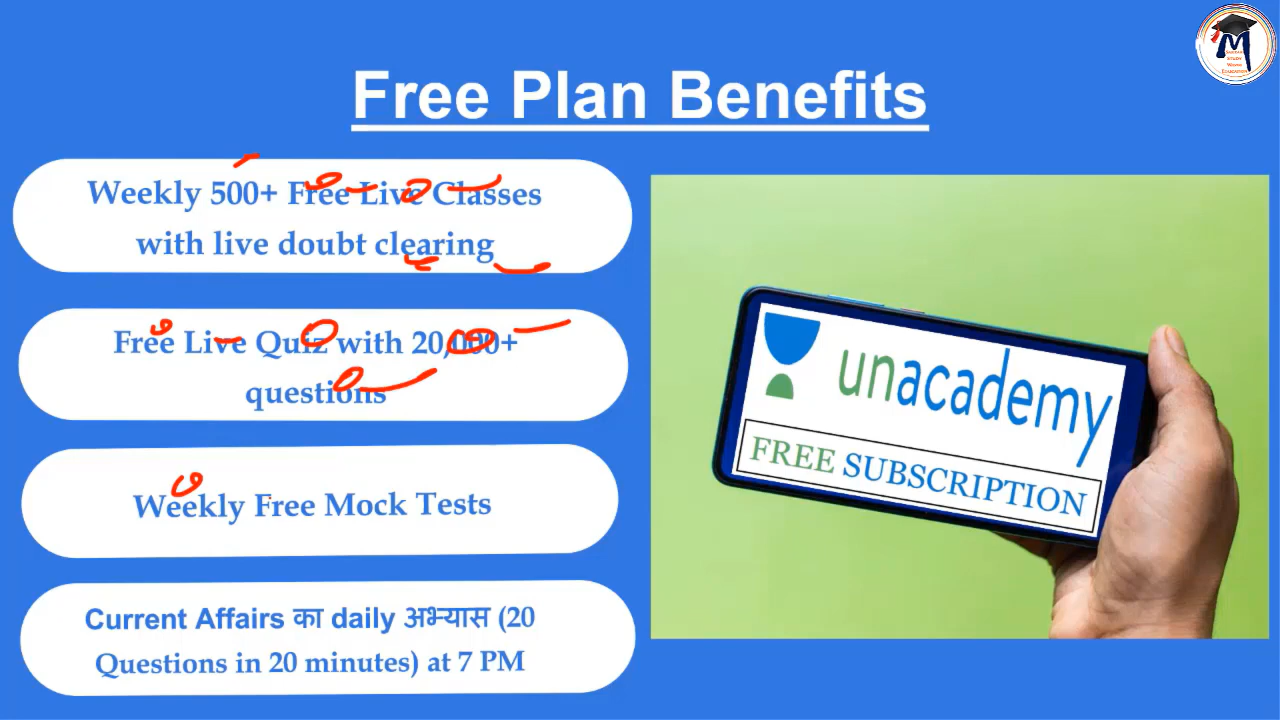 Free Plan Benefits
Weekly 500+ Free Live Classes
with live doubt clearing
Free Live Quiz with 20,000+
questions
Weekly Free Mock Tests
Current Affairs का daily अभ्यास (20
Questions in 20 minutes) at 7 PM
unacademy
FREE SUBSCRIPTION
M